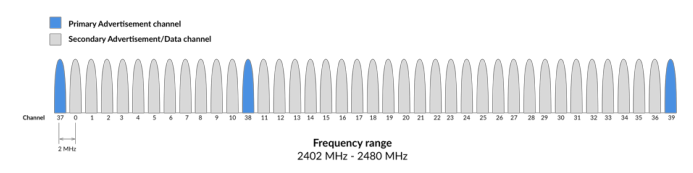 Primary Advertisement channel
Secondary Advertisement/Data channel
Channel 37 0 1 2 3 4 5 6 7 8 9 10 38 11 12 13 14 15 16 17 18 19 20 21 22 23 24 25 26 27 28 29 30 31 32 33 34 35 36 39
2 MHz
Frequency range
2402 MHz - 2480 MHz